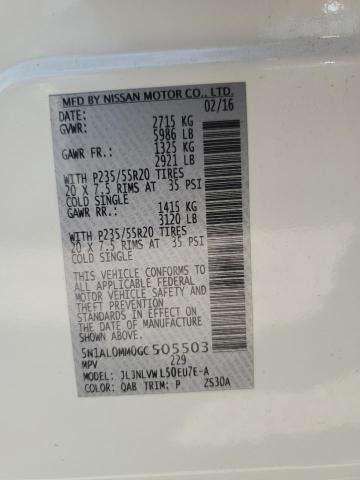 MFD BY NISSAN MOTOR CO., LTD.
DATE: 02/16
GVWR: 2715 KG
5986 LB
GAWR FR.: 1325 KG
2921 LB
WITH P235/55R20 TIRES
20 X 7.5 RIMS AT 35 PSI
COLD SINGLE
GAWR RR.: 1415 KG
3120 LB
WITH P235/55R20 TIRES
20 X 7.5 RIMS AT 35 PSI
COLD SINGLE
THIS VEHICLE CONFORMS TO
ALL APPLICABLE FEDERAL
MOTOR VEHICLE SAFETY AND
THEFT PREVENTION
STANDARDS IN EFFECT ON
THE DATE OF MANUFACTURE
SHOWN ABOVE.
5N1AL0MM0GC505503
MPV 229
MODEL: JLJNLVWL50EU7E-A
COLOR: QAB TRIM: P ZS30A